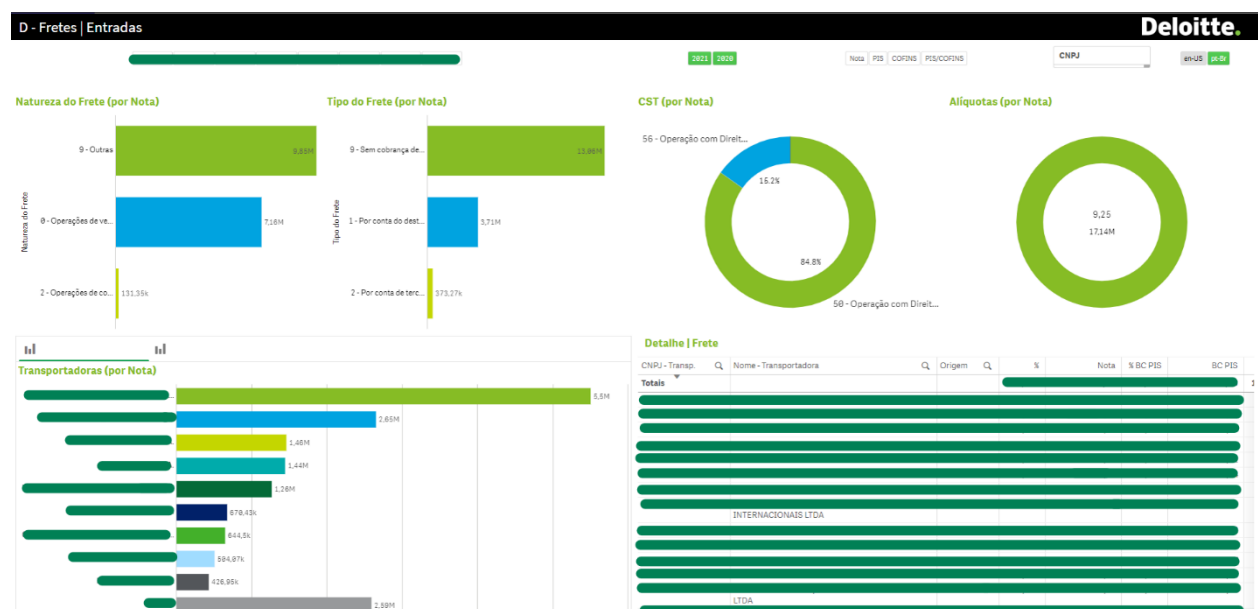 D - Fretes | Entradas
Deloitte.
2021 2020
Nota PIS COFINS PIS/COFINS
CNPJ
en-US pt-Br
Natureza do Frete (por Nota)
Natureza do Frete
9 - Outras
9,85M
0 - Operações de ve...
7,16M
2 - Operações de co...
131,35k
Tipo do Frete (por Nota)
Tipo do Frete
9 - Sem cobrança de...
13,06M
1 - Por conta do dest...
3,71M
2 - Por conta de terc...
373,27k
CST (por Nota)
56 - Operação com Direit...
15.2%
84.8%
50 - Operação com Direit...
Alíquotas (por Nota)
9,25
17,14M
Transportadoras (por Nota)
5,5M
2,65M
1,46M
1,44M
1,26M
670,43k
644,5k
504,07k
426,95k
2,59M
Detalhe | Frete
CNPJ - Transp. Nome - Transportadora Origem % Nota % BC PIS BC PIS
Totais
INTERNACIONAIS LTDA
LTDA